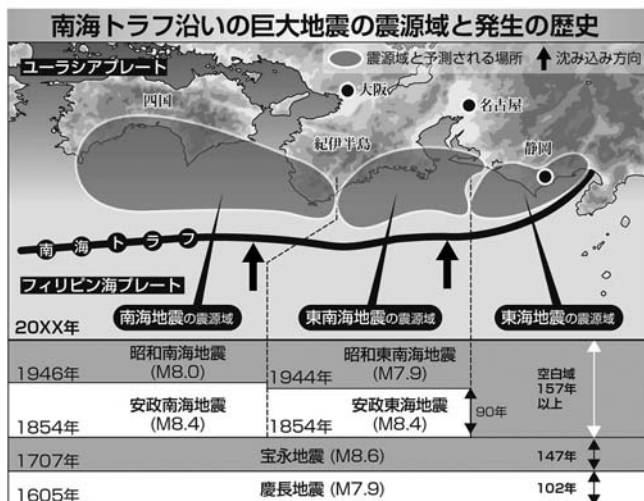 南海トラフ沿いの巨大地震の震源域と発生の歴史
ユーラシアプレート
震源域と予測される場所
沈み込み方向
四国
大阪
名古屋
紀伊半島
静岡
南海トラフ
フィリピン海プレート
南海地震の震源域
東南海地震の震源域
東海地震の震源域
20XX年
昭和南海地震
(M8.0)
1946年
昭和東南海地震
(M7.9)
1944年
空白域
157年
以上
安政南海地震
(M8.4)
1854年
安政東海地震
(M8.4)
1854年
90年
1707年
宝永地震 (M8.6)
147年
1605年
慶長地震 (M7.9)
102年